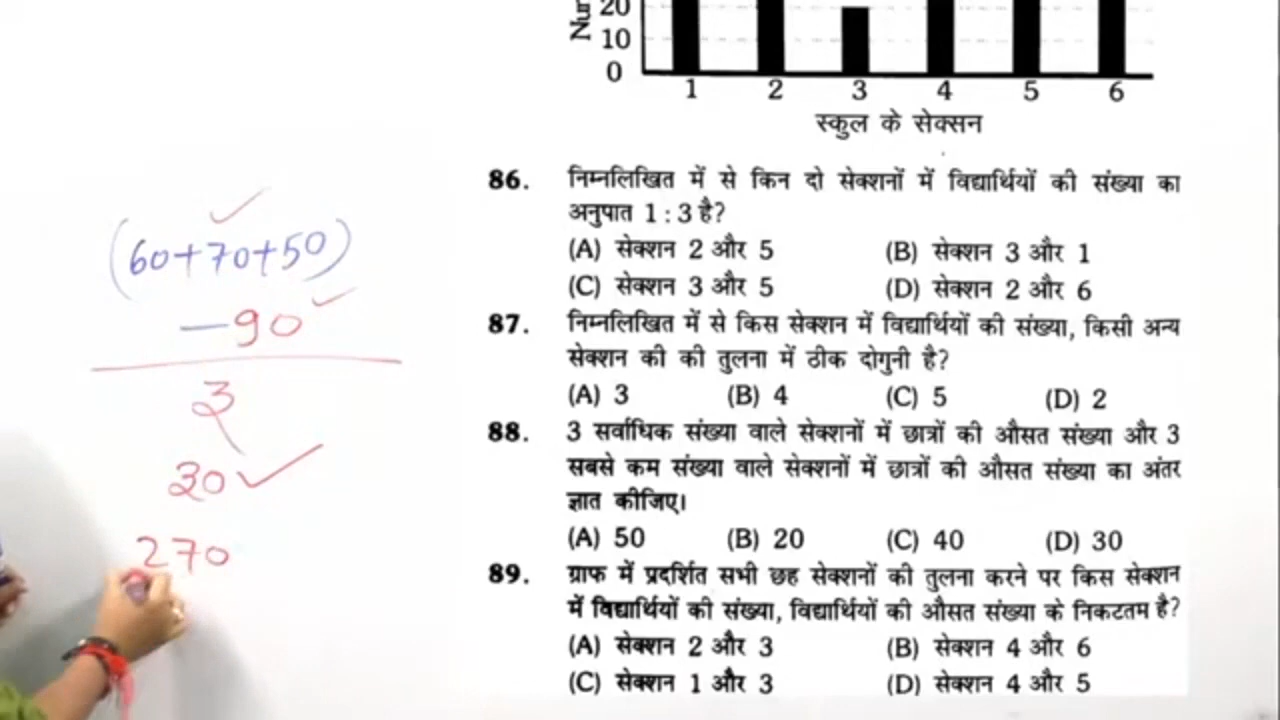 20
10
0
1 2 3 4 5 6
स्कुल के सेक्सन
86. निम्नलिखित में से किन दो सेक्शनों में विद्यार्थियों की संख्या का
अनुपात 1 : 3 है?
(A) सेक्शन 2 और 5 (B) सेक्शन 3 और 1
(C) सेक्शन 3 और 5 (D) सेक्शन 2 और 6
87. निम्नलिखित में से किस सेक्शन में विद्यार्थियों की संख्या, किसी अन्य
सेक्शन की की तुलना में ठीक दोगुनी है?
(A) 3 (B) 4 (C) 5 (D) 2
88. 3 सर्वाधिक संख्या वाले सेक्शनों में छात्रों की औसत संख्या और 3
सबसे कम संख्या वाले सेक्शनों में छात्रों की औसत संख्या का अंतर
ज्ञात कीजिए।
(A) 50 (B) 20 (C) 40 (D) 30
89. ग्राफ में प्रदर्शित सभी छह सेक्शनों की तुलना करने पर किस सेक्शन
में विद्यार्थियों की संख्या, विद्यार्थियों की औसत संख्या के निकटतम है?
(A) सेक्शन 2 और 3 (B) सेक्शन 4 और 6
(C) सेक्शन 1 और 3 (D) सेक्शन 4 और 5
(60+70+50)
-90
3
30
270